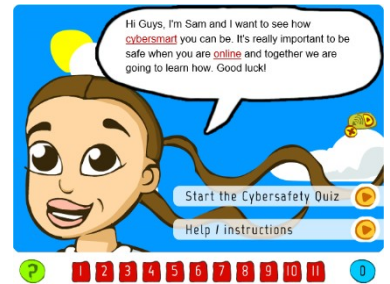 Hi Guys, I'm Sam and I want to see how
cybersmart you can be. It's really important to be
safe when you are online and together we are
going to learn how. Good luck!
Start the Cybersafety Quiz
Help / instructions
? 1 2 3 4 5 6 7 8 9 10 11 0